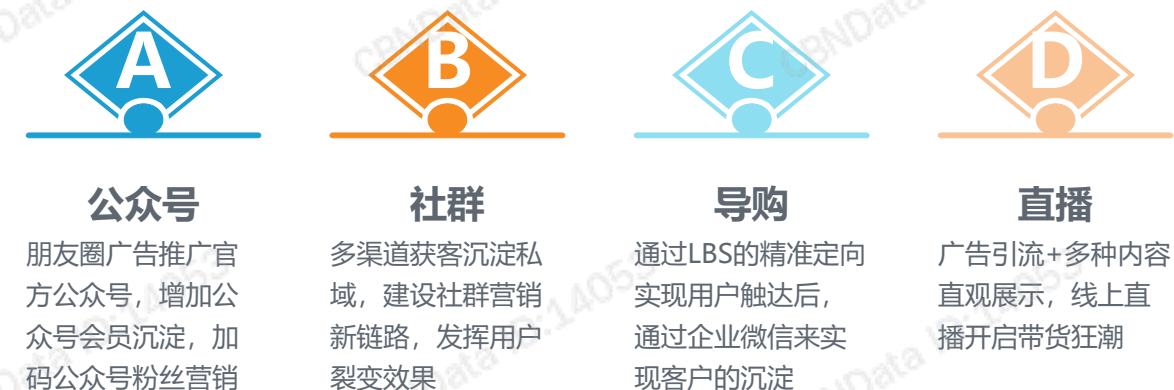 A
公众号
朋友圈广告推广官
方公众号，增加公
众号会员沉淀，加
码公众号粉丝营销
B
社群
多渠道获客沉淀私
域，建设社群营销
新链路，发挥用户
裂变效果
C
导购
通过LBS的精准定向
实现用户触达后，
通过企业微信来实
现客户的沉淀
D
直播
广告引流+多种内容
直观展示，线上直
播开启带货狂潮